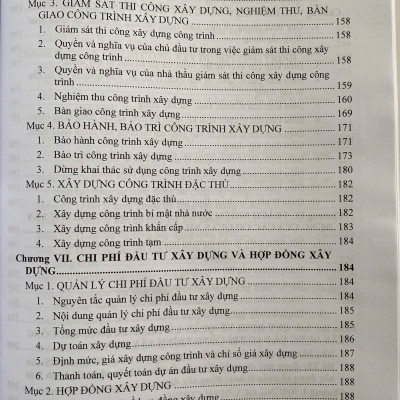 Mục 3. GIÁM SÁT THI CÔNG XÂY DỰNG, NGHIỆM THU, BÀN
GIAO CÔNG TRÌNH XÂY DỰNG 158
1. Giám sát thi công xây dựng công trình 158
2. Quyền và nghĩa vụ của chủ đầu tư trong việc giám sát thi công xây
dựng công trình 158
3. Quyền và nghĩa vụ của nhà thầu giám sát thi công xây dựng công
trình 159
4. Nghiệm thu công trình xây dựng 160
5. Bàn giao công trình xây dựng 169
Mục 4. BẢO HÀNH, BẢO TRÌ CÔNG TRÌNH XÂY DỰNG 171
1. Bảo hành công trình xây dựng 171
2. Bảo trì công trình xây dựng 173
3. Dừng khai thác sử dụng công trình xây dựng 180
Mục 5. XÂY DỰNG CÔNG TRÌNH ĐẶC THÙ 182
1. Công trình xây dựng đặc thù 182
2. Xây dựng công trình bí mật nhà nước 182
3. Xây dựng công trình khẩn cấp 183
4. Xây dựng công trình tạm 184
Chương VII. CHI PHÍ ĐẦU TƯ XÂY DỰNG VÀ HỢP ĐỒNG XÂY
DỰNG 184
Mục 1. QUẢN LÝ CHI PHÍ ĐẦU TƯ XÂY DỰNG 184
1. Nguyên tắc quản lý chi phí đầu tư xây dựng 184
2. Nội dung quản lý chi phí đầu tư xây dựng 185
3. Tổng mức đầu tư xây dựng 185
4. Dự toán xây dựng 186
5. Định mức, giá xây dựng công trình và chỉ số giá xây dựng 187
6. Thanh toán, quyết toán dự án đầu tư xây dựng 187
Mục 2. HỢP ĐỒNG XÂY DỰNG 188
đồng xây dựng 188